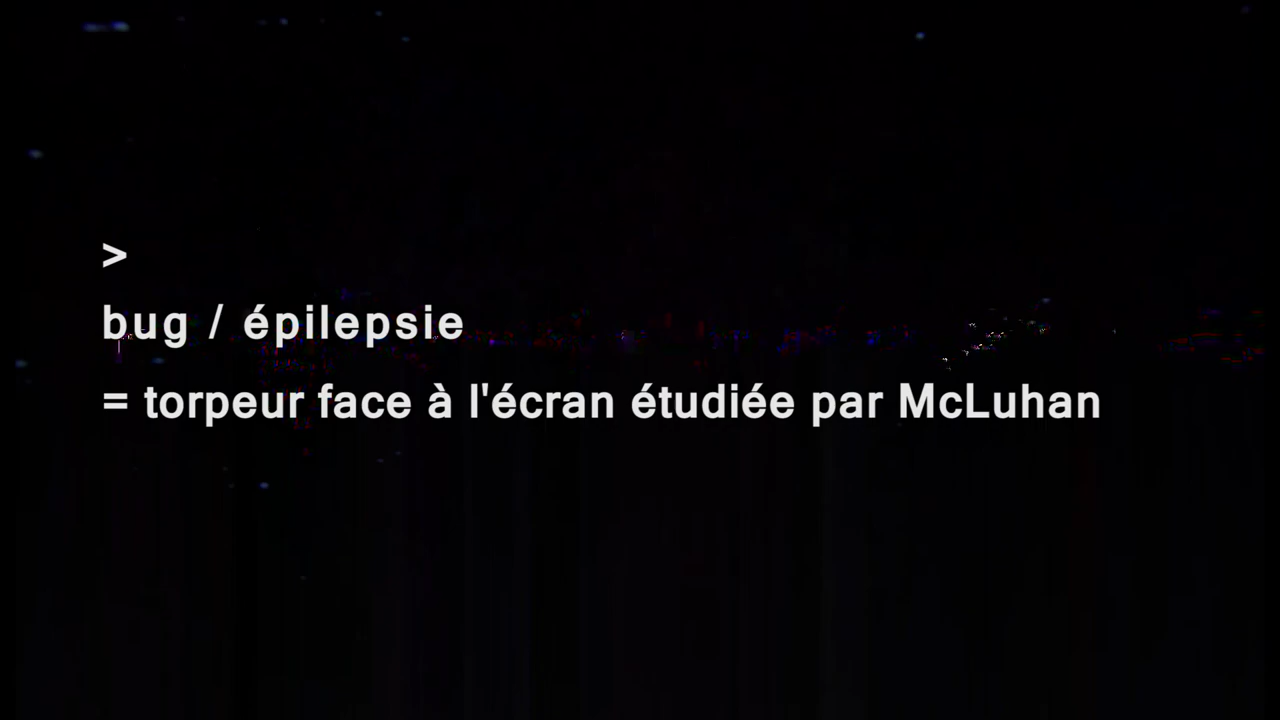 >
bug / épilepsie
= torpeur face à l'écran étudiée par McLuhan